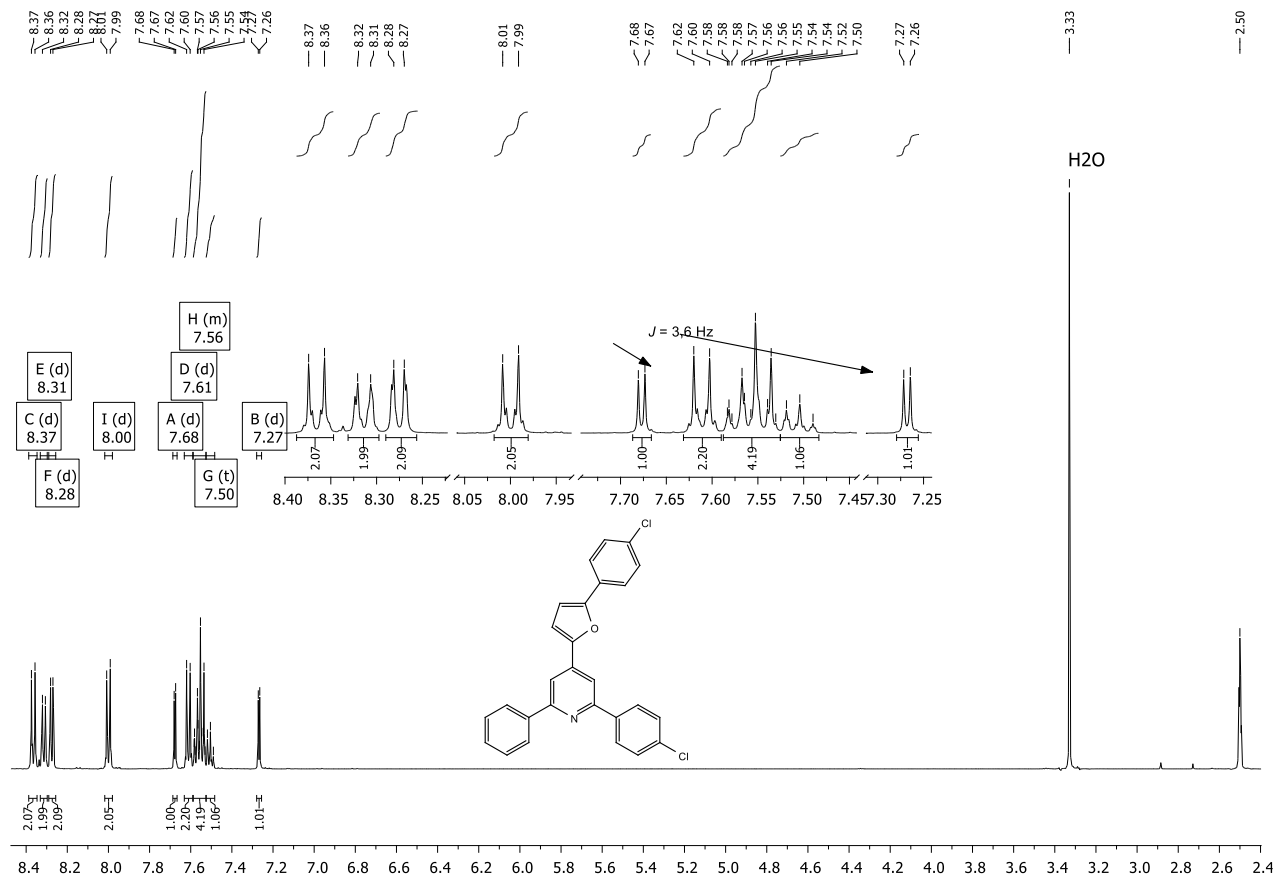 8.37 8.36 8.32 8.28 8.27 8.01 7.99 7.68 7.67 7.62 7.60 7.57 7.56 7.55 7.54 7.27 7.26
8.37 8.36 8.32 8.31 8.28 8.27 8.01 7.99 7.68 7.67 7.62 7.60 7.58 7.58 7.58 7.57 7.56 7.56 7.55 7.54 7.54 7.52 7.50 7.27 7.26
3.33
2.50
H2O
H (m)
7.56
J = 3.6 Hz
E (d)
8.31
D (d)
7.61
C (d)
8.37
I (d)
8.00
A (d)
7.68
B (d)
7.27
F (d)
8.28
G (t)
7.50
2.07 1.99 2.09 2.05 1.00 2.20 4.19 1.06 1.01
8.40 8.35 8.30 8.25 8.05 8.00 7.95 7.70 7.65 7.60 7.55 7.50 7.45 7.30 7.25
Cl
O
N
Cl
2.07 1.99 2.09 2.05 1.00 2.20 4.19 1.06 1.01
8.4 8.2 8.0 7.8 7.6 7.4 7.2 7.0 6.8 6.6 6.4 6.2 6.0 5.8 5.6 5.4 5.2 5.0 4.8 4.6 4.4 4.2 4.0 3.8 3.6 3.4 3.2 3.0 2.8 2.6 2.4